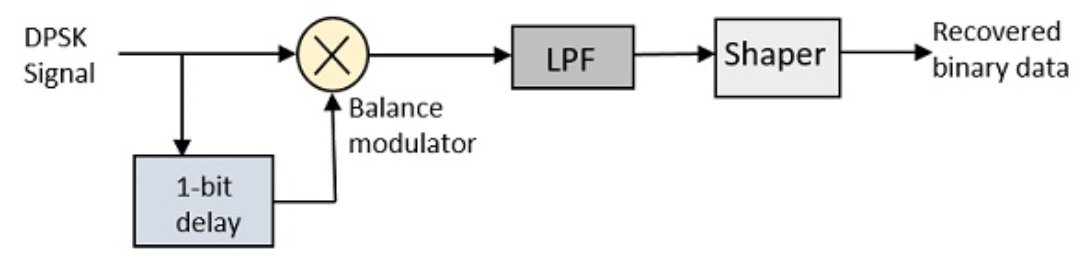 DPSK
Signal
LPF
Shaper
Recovered
binary data
Balance
modulator
1-bit
delay